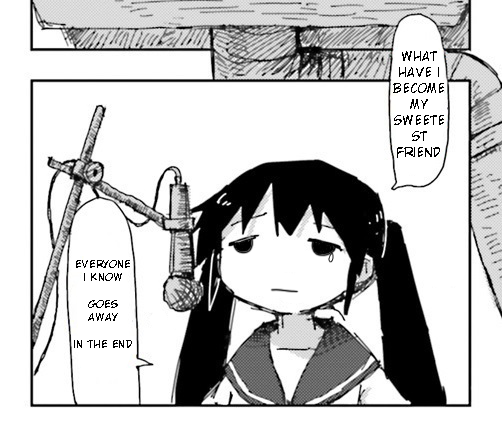 WHAT
HAVE I
BECOME
MY
SWEETE
ST
FRIEND
EVERYONE
I KNOW
GOES
AWAY
IN THE END